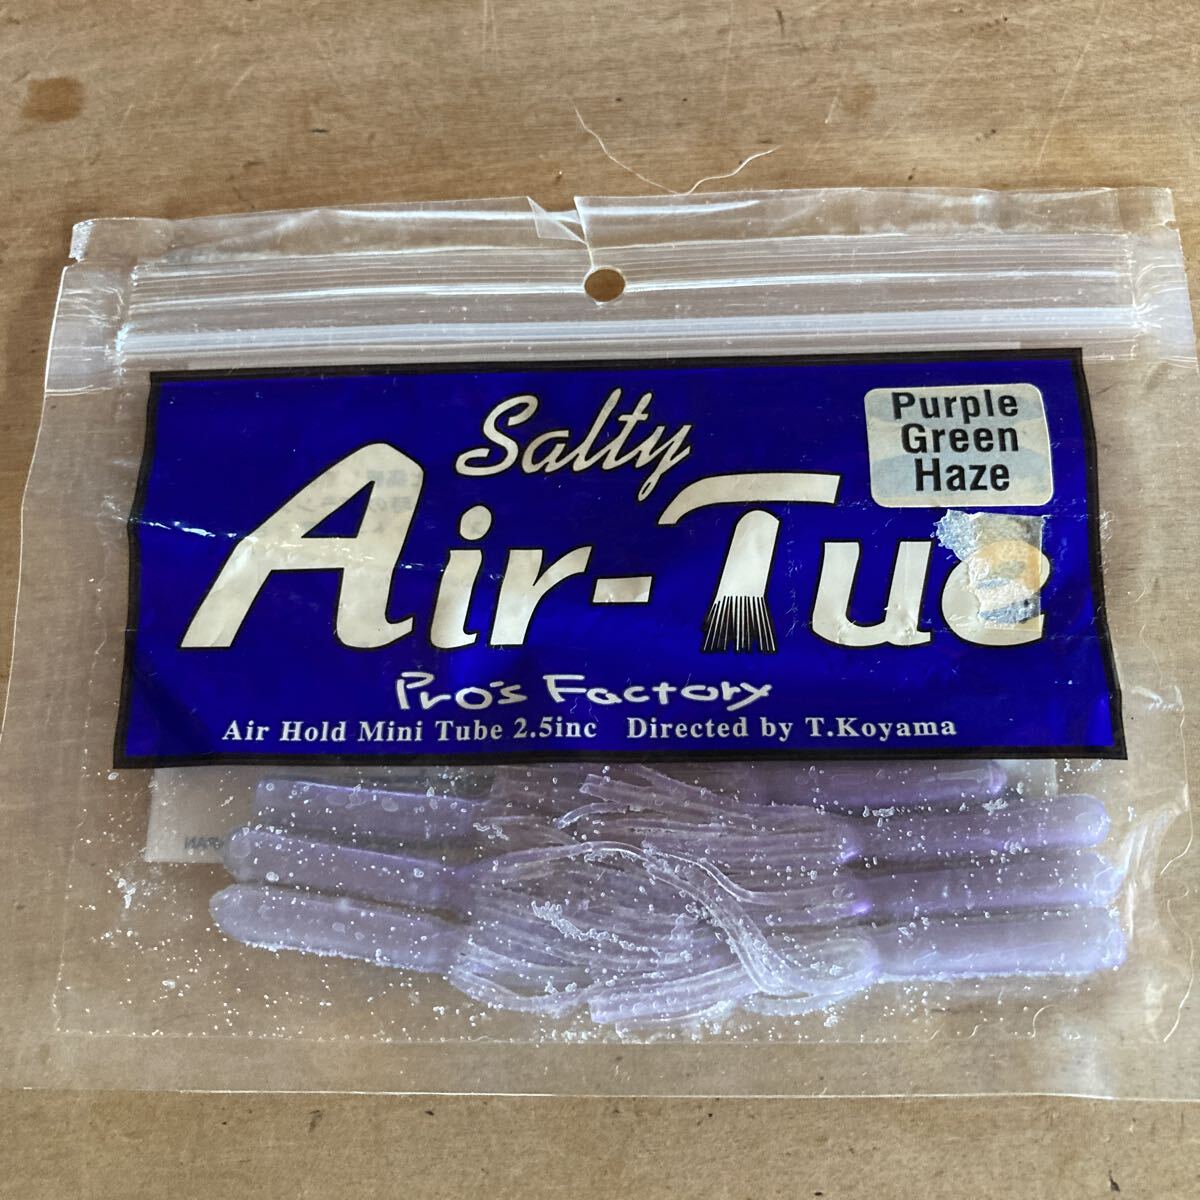 Salty
Air-Tue
Purple
Green
Haze
Pro's Factory
Air Hold Mini Tube 2.5inc Directed by T.Koyama